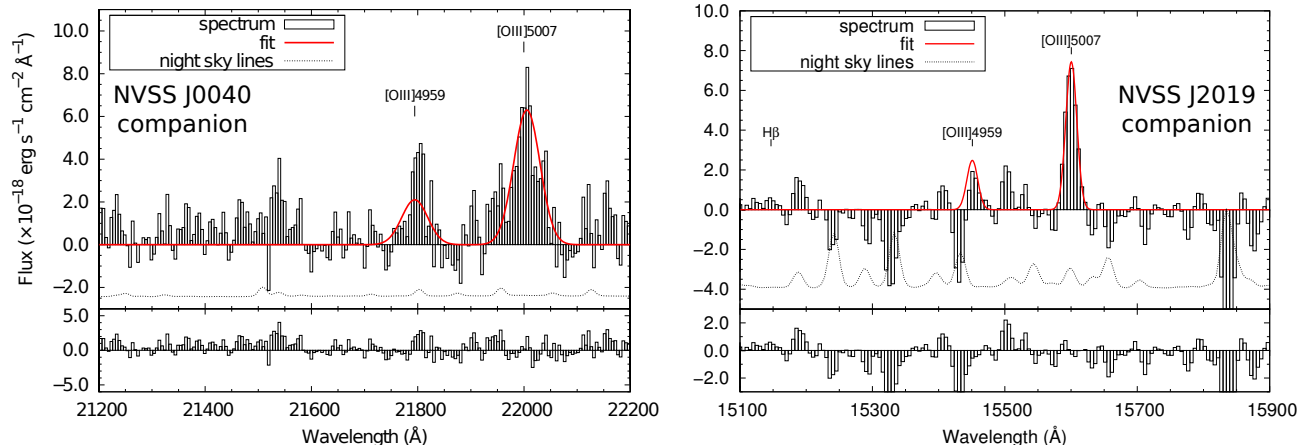 10.0
8.0
6.0
4.0
2.0
0.0
−2.0
Flux (× 10−18 erg s−1 cm−2 Å−1)
spectrum
fit
night sky lines
NVSS J0040
companion
[OIII]4959
[OIII]5007
5.0
0.0
−5.0
21200 21400 21600 21800 22000 22200
Wavelength (Å)
10.0
8.0
6.0
4.0
2.0
0.0
−2.0
−4.0
spectrum
fit
night sky lines
NVSS J2019
companion
Hβ
[OIII]4959
[OIII]5007
2.0
0.0
−2.0
15100 15300 15500 15700 15900
Wavelength (Å)